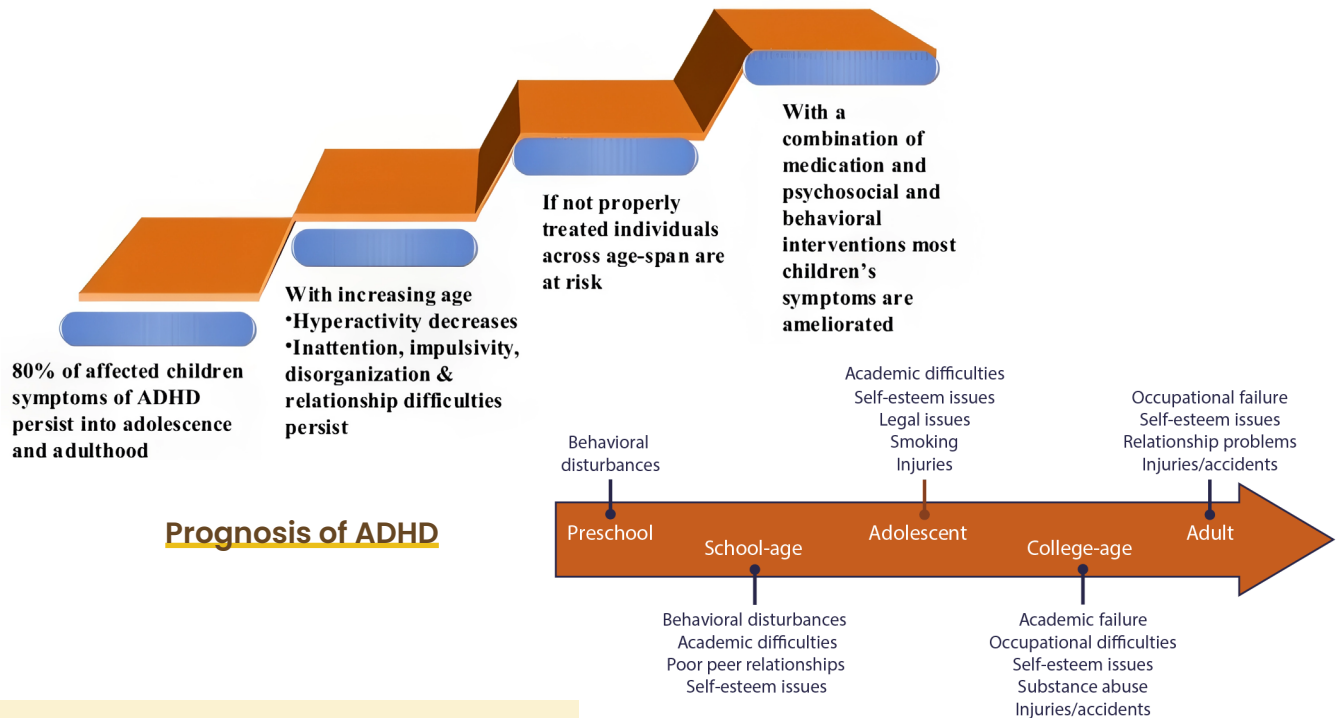 80% of affected children
symptoms of ADHD
persist into adolescence
and adulthood
With increasing age
•Hyperactivity decreases
•Inattention, impulsivity,
disorganization &
relationship difficulties
persist
If not properly
treated individuals
across age-span are
at risk
With a
combination of
medication and
psychosocial and
behavioral
interventions most
children's
symptoms are
ameliorated
Prognosis of ADHD
Behavioral
disturbances
Preschool
School-age
Behavioral disturbances
Academic difficulties
Poor peer relationships
Self-esteem issues
Academic difficulties
Self-esteem issues
Legal issues
Smoking
Injuries
Adolescent
College-age
Academic failure
Occupational difficulties
Self-esteem issues
Substance abuse
Injuries/accidents
Occupational failure
Self-esteem issues
Relationship problems
Injuries/accidents
Adult